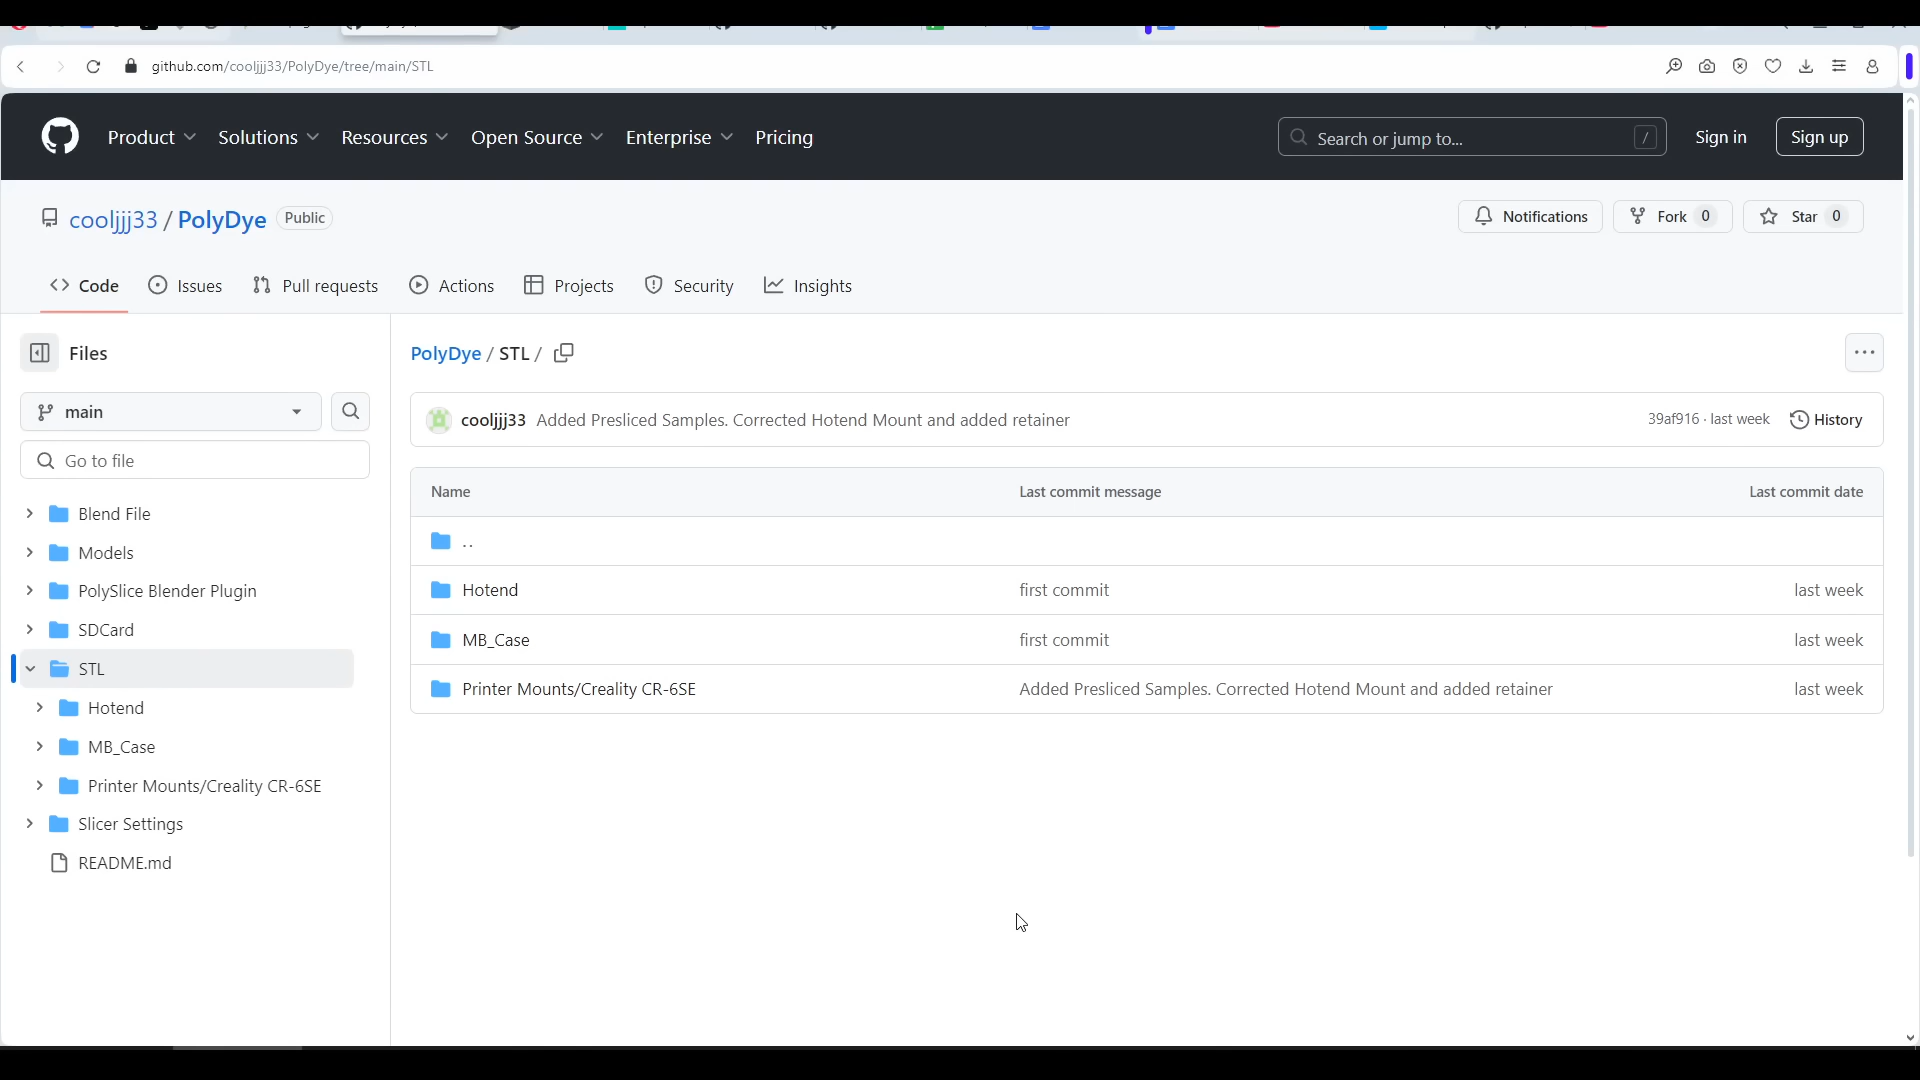 github.com/cooljjj33/PolyDye/tree/main/STL
Product Solutions Resources Open Source Enterprise Pricing Search or jump to... / Sign in Sign up
cooljjj33 / PolyDye Public Notifications Fork 0 Star 0
Code Issues Pull requests Actions Projects Security Insights
Files
main
Go to file
Blend File
Models
PolySlice Blender Plugin
SDCard
STL
Hotend
MB_Case
Printer Mounts/Creality CR-6SE
Slicer Settings
README.md
PolyDye / STL /
cooljjj33 Added Presliced Samples. Corrected Hotend Mount and added retainer 39af916 · last week History
Name Last commit message Last commit date
..
Hotend first commit last week
MB_Case first commit last week
Printer Mounts/Creality CR-6SE Added Presliced Samples. Corrected Hotend Mount and added retainer last week